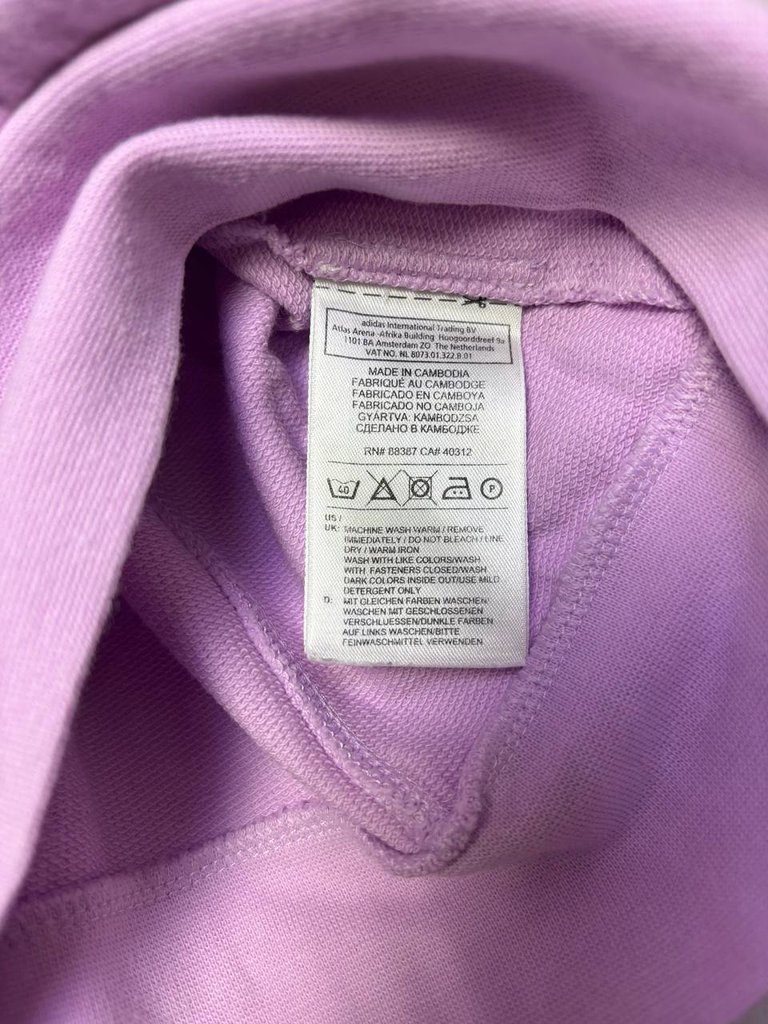 adidas International Trading BV
Atlas Arena -Afrika Building Hoogoorddreef 9a
1101 BA Amsterdam ZO The Netherlands
VAT NO. NL 8073.01.322.B.01
MADE IN CAMBODIA
FABRIQUÉ AU CAMBODGE
FABRICADO EN CAMBOYA
FABRICADO NO CAMBOJA
GYÁRTVA: KAMBODZSA
СДЕЛАНО В КАМБОДЖЕ
RN# 88387 CA# 40312
40 P
US /
UK: MACHINE WASH WARM / REMOVE
IMMEDIATELY / DO NOT BLEACH / LINE
DRY / WARM IRON
WASH WITH LIKE COLORS/WASH
WITH FASTENERS CLOSED/WASH
DARK COLORS INSIDE OUT/USE MILD
DETERGENT ONLY
D: MIT GLEICHEN FARBEN WASCHEN/
WASCHEN MIT GESCHLOSSENEN
VERSCHLUESSEN/DUNKLE FARBEN
AUF LINKS WASCHEN/BITTE
FEINWASCHMITTEL VERWENDEN